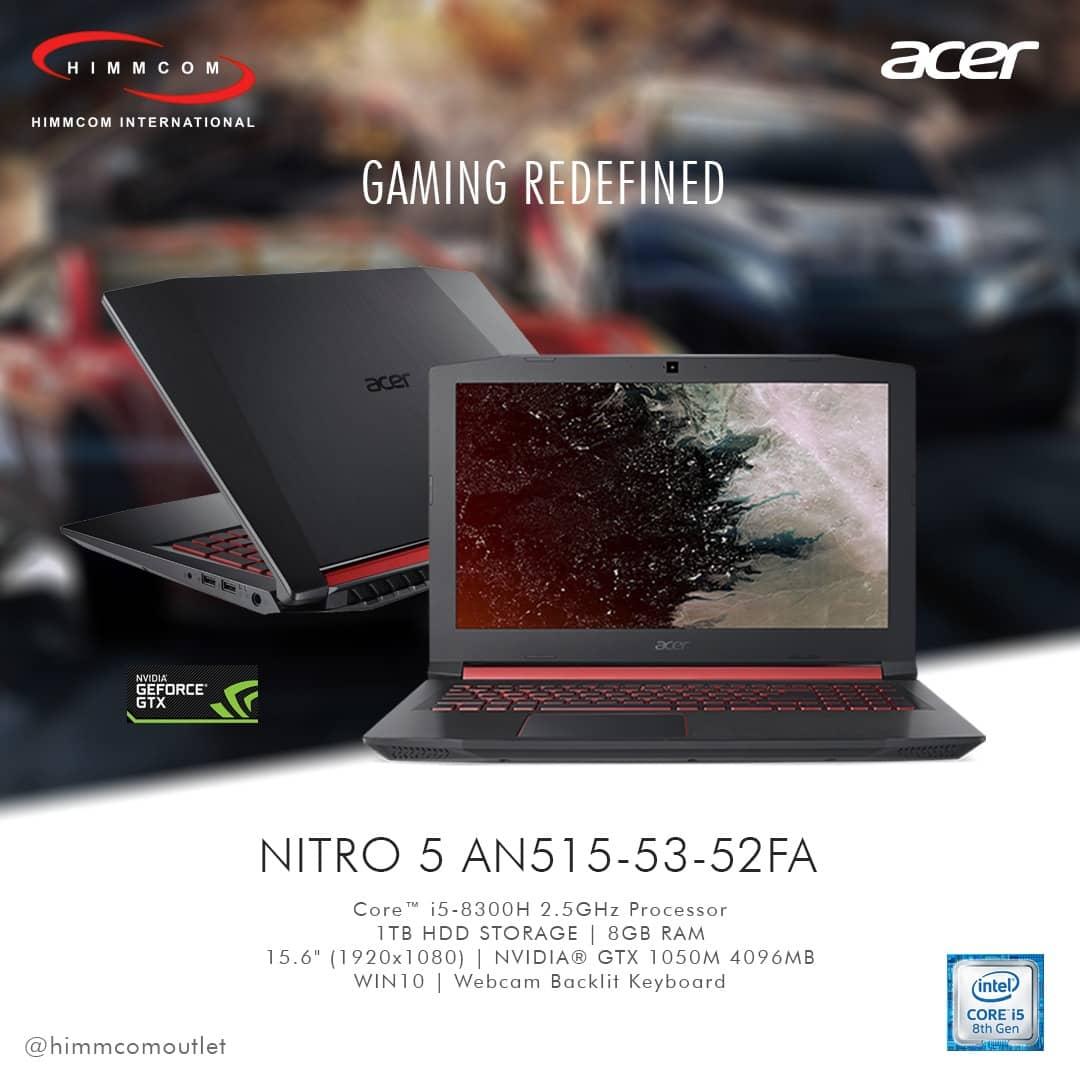 HIMMCOM
HIMMCOM INTERNATIONAL
acer
GAMING REDEFINED
acer
acer
NVIDIA
GEFORCE®
GTX
NITRO 5 AN515-53-52FA
Core™ i5-8300H 2.5GHz Processor
1TB HDD STORAGE | 8GB RAM
15.6" (1920x1080) | NVIDIA® GTX 1050M 4096MB
WIN10 | Webcam Backlit Keyboard
intel
CORE i5
8th Gen
@himmcomoutlet